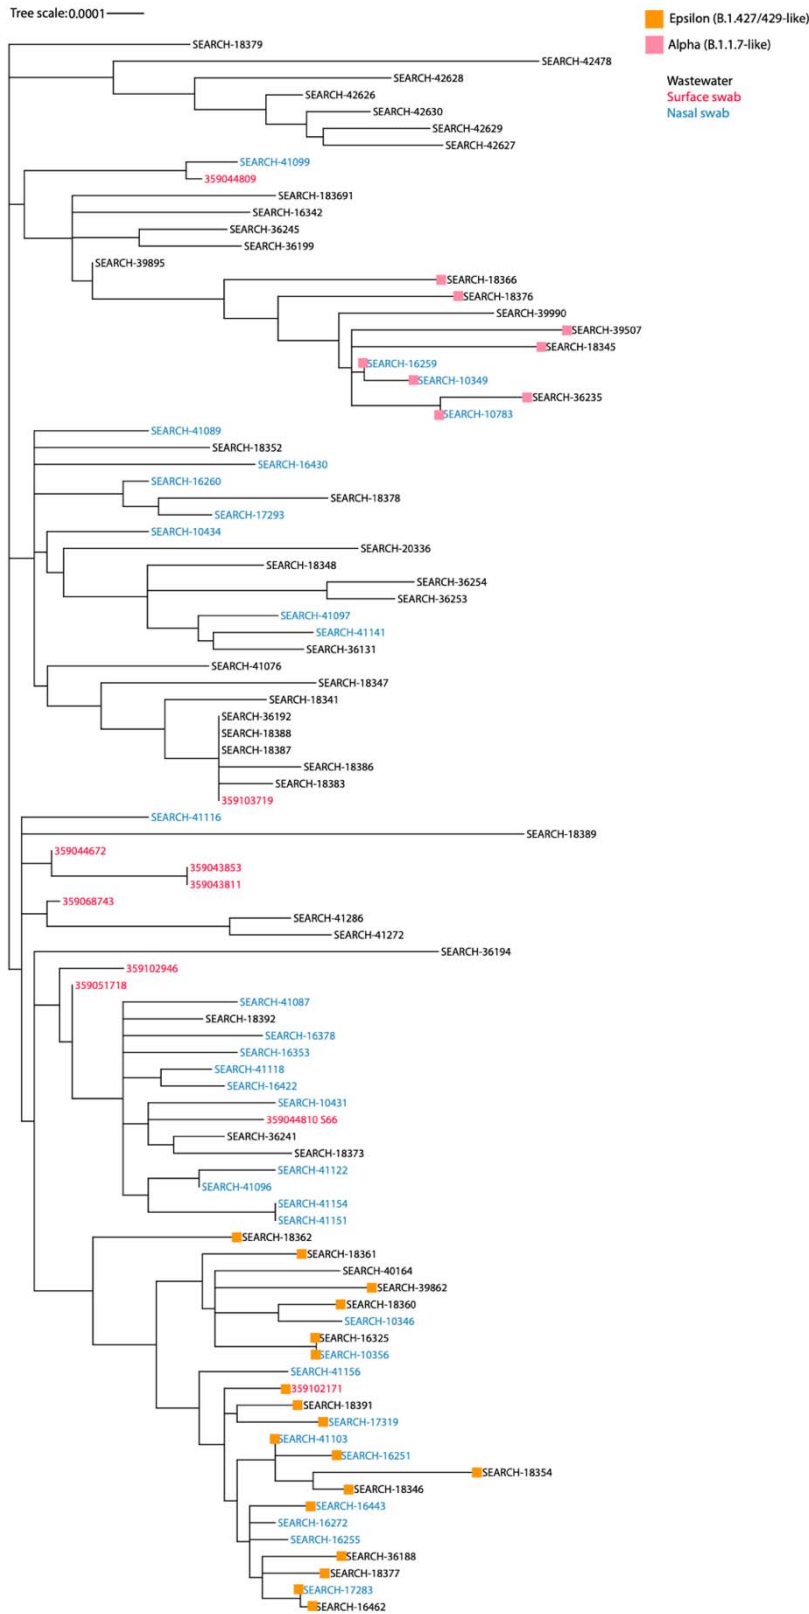 Tree scale: 0.0001
Epsilon (B.1.427/429-like)
Alpha (B.1.1.7-like)
Wastewater
Surface swab
Nasal swab
SEARCH-18379
SEARCH-42478
SEARCH-42628
SEARCH-42626
SEARCH-42630
SEARCH-42629
SEARCH-42627
SEARCH-41099
359044809
SEARCH-183691
SEARCH-16342
SEARCH-36245
SEARCH-36199
SEARCH-39895
SEARCH-18366
SEARCH-18376
SEARCH-39990
SEARCH-39507
SEARCH-18345
SEARCH-16259
SEARCH-10349
SEARCH-36235
SEARCH-10783
SEARCH-41089
SEARCH-18352
SEARCH-16430
SEARCH-16260
SEARCH-18378
SEARCH-17293
SEARCH-10434
SEARCH-20336
SEARCH-18348
SEARCH-36254
SEARCH-36253
SEARCH-41097
SEARCH-41141
SEARCH-36131
SEARCH-41076
SEARCH-18347
SEARCH-18341
SEARCH-36192
SEARCH-18388
SEARCH-18387
SEARCH-18386
SEARCH-18383
359103719
SEARCH-41116
SEARCH-18389
359044672
359043853
359043811
359068743
SEARCH-41286
SEARCH-41272
SEARCH-36194
359102946
359051718
SEARCH-41087
SEARCH-18392
SEARCH-16378
SEARCH-16353
SEARCH-41118
SEARCH-16422
SEARCH-10431
359044810 S66
SEARCH-36241
SEARCH-18373
SEARCH-41122
SEARCH-41096
SEARCH-41154
SEARCH-41151
SEARCH-18362
SEARCH-18361
SEARCH-40164
SEARCH-39862
SEARCH-18360
SEARCH-10346
SEARCH-16325
SEARCH-10356
SEARCH-41156
359102171
SEARCH-18391
SEARCH-17319
SEARCH-41103
SEARCH-16251
SEARCH-18354
SEARCH-18346
SEARCH-16443
SEARCH-16272
SEARCH-16255
SEARCH-36188
SEARCH-18377
SEARCH-17283
SEARCH-16462